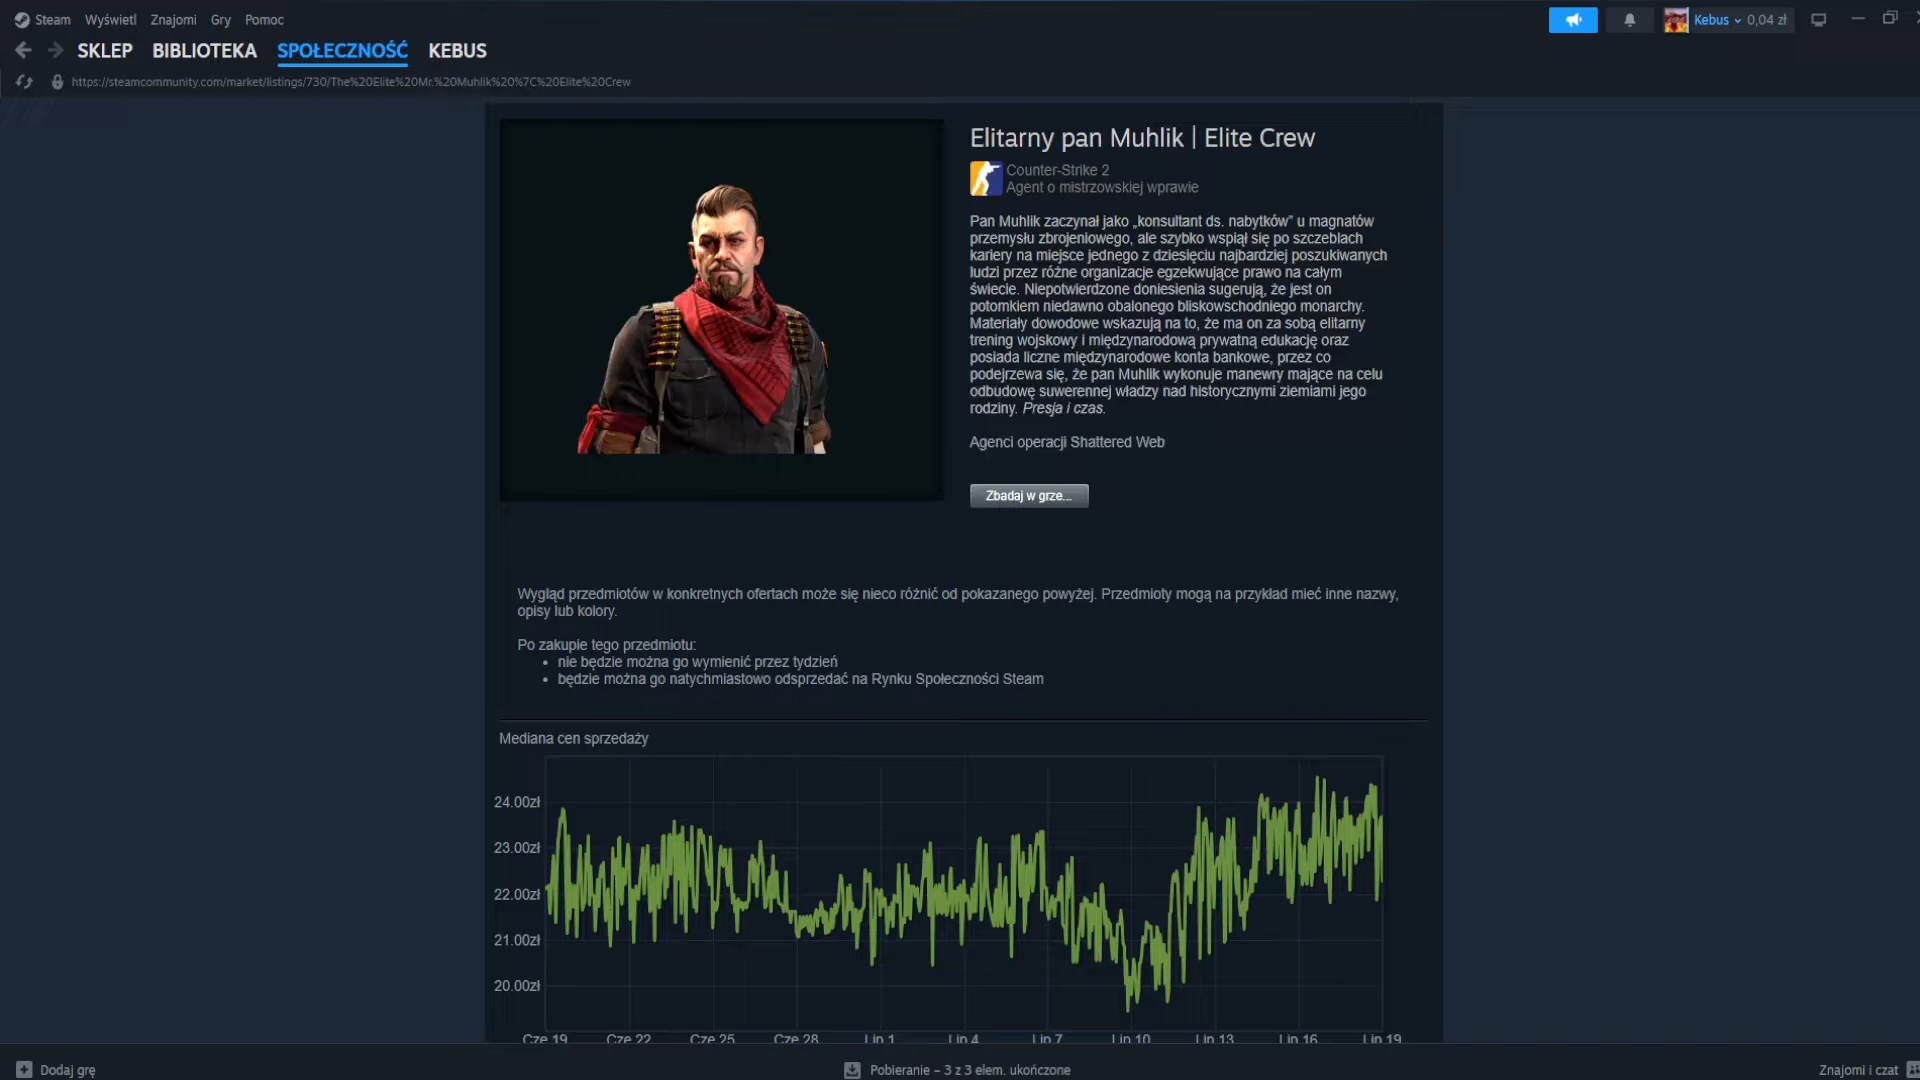 Steam Wyświetl Znajomi Gry Pomoc
Kebus 0,04 zł
SKLEP BIBLIOTEKA SPOŁECZNOŚĆ KEBUS
https://steamcommunity.com/market/listings/730/The%20Elite%20Mr.%20Muhlik%20%7C%20Elite%20Crew
Elitarny pan Muhlik | Elite Crew
Counter-Strike 2
Agent o mistrzowskiej wprawie
Pan Muhlik zaczynał jako „konsultant ds. nabytków” u magnatów
przemysłu zbrojeniowego, ale szybko wspiął się po szczeblach
kariery na miejsce jednego z dziesięciu najbardziej poszukiwanych
ludzi przez różne organizacje egzekwujące prawo na całym
świecie. Niepotwierdzone doniesienia sugerują, że jest on
potomkiem niedawno obalonego bliskowschodniego monarchy.
Materiały dowodowe wskazują na to, że ma on za sobą elitarny
trening wojskowy i międzynarodową prywatną edukację oraz
posiada liczne międzynarodowe konta bankowe, przez co
podejrzewa się, że pan Muhlik wykonuje manewry mające na celu
odbudowę suwerennej władzy nad historycznymi ziemiami jego
rodziny. Presja i czas.
Agenci operacji Shattered Web
Zbadaj w grze...
Wygląd przedmiotów w konkretnych ofertach może się nieco różnić od pokazanego powyżej. Przedmioty mogą na przykład mieć inne nazwy,
opisy lub kolory.
Po zakupie tego przedmiotu:
• nie będzie można go wymienić przez tydzień
• będzie można go natychmiastowo odsprzedać na Rynku Społeczności Steam
Mediana cen sprzedaży
24.00zł
23.00zł
22.00zł
21.00zł
20.00zł
Cze 19 Cze 22 Cze 25 Cze 28 Lip 1 Lip 4 Lip 7 Lip 10 Lip 13 Lip 16 Lip 19
Dodaj grę
Pobieranie – 3 z 3 elem. ukończone
Znajomi i czat